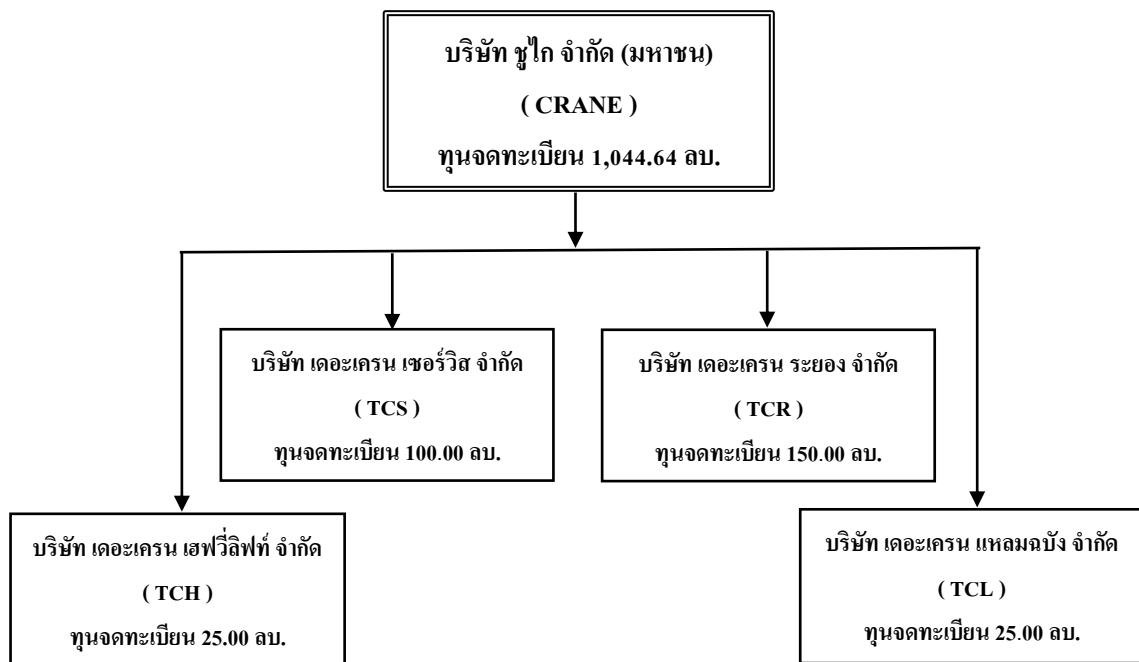 บริษัท ชูไก จำกัด (มหาชน)
( CRANE )
ทุนจดทะเบียน 1,044.64 ลบ.
บริษัท เดอะเครน เซอร์วิส จำกัด
( TCS )
ทุนจดทะเบียน 100.00 ลบ.
บริษัท เดอะเครน ระยอง จำกัด
( TCR )
ทุนจดทะเบียน 150.00 ลบ.
บริษัท เดอะเครน เฮฟวี่ลิฟท์ จำกัด
( TCH )
ทุนจดทะเบียน 25.00 ลบ.
บริษัท เดอะเครน แหลมฉบัง จำกัด
( TCL )
ทุนจดทะเบียน 25.00 ลบ.